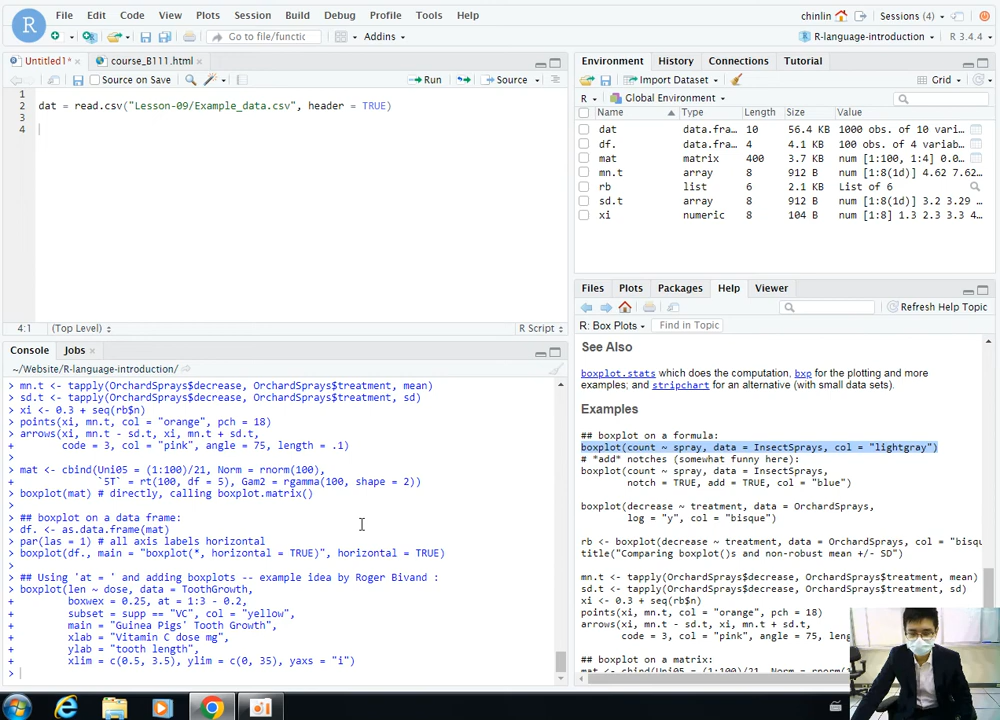 File Edit Code View Plots Session Build Debug Profile Tools Help
chinlin Sessions (4)
Go to file/functic Addins
R-language-introduction R 3.4.4
Untitled1* course_B111.html
Source on Save Run Source
1
2 dat = read.csv("Lesson-09/Example_data.csv", header = TRUE)
3
4
4:1 (Top Level) R Script
Console Jobs
~/Website/R-language-introduction/
> mn.t <- tapply(OrchardSprays$decrease, OrchardSprays$treatment, mean)
> sd.t <- tapply(OrchardSprays$decrease, OrchardSprays$treatment, sd)
> xi <- 0.3 + seq(rb$n)
> points(xi, mn.t, col = "orange", pch = 18)
> arrows(xi, mn.t - sd.t, xi, mn.t + sd.t,
+ code = 3, col = "pink", angle = 75, length = .1)
>
> mat <- cbind(Uni05 = (1:100)/21, Norm = rnorm(100),
+ `5T` = rt(100, df = 5), Gam2 = rgamma(100, shape = 2))
> boxplot(mat) # directly, calling boxplot.matrix()
>
> ## boxplot on a data frame:
> df. <- as.data.frame(mat)
> par(las = 1) # all axis labels horizontal
> boxplot(df., main = "boxplot(*, horizontal = TRUE)", horizontal = TRUE)
>
> ## Using 'at = ' and adding boxplots -- example idea by Roger Bivand :
> boxplot(len ~ dose, data = ToothGrowth,
+ boxwex = 0.25, at = 1:3 - 0.2,
+ subset = supp == "VC", col = "yellow",
+ main = "Guinea Pigs' Tooth Growth",
+ xlab = "Vitamin C dose mg",
+ ylab = "tooth length",
+ xlim = c(0.5, 3.5), ylim = c(0, 35), yaxs = "i")
>
Environment History Connections Tutorial
Import Dataset Grid
R Global Environment
Name Type Length Size Value
dat data.fra… 10 56.4 KB 1000 obs. of 10 vari…
df. data.fra… 4 4.1 KB 100 obs. of 4 variab…
mat matrix 400 3.7 KB num [1:100, 1:4] 0.0…
mn.t array 8 912 B num [1:8(1d)] 4.62 7.62…
rb list 6 2.1 KB List of 6
sd.t array 8 912 B num [1:8(1d)] 3.2 3.29 …
xi numeric 8 104 B num [1:8] 1.3 2.3 3.3 4…
Files Plots Packages Help Viewer
Refresh Help Topic
R: Box Plots Find in Topic
See Also
boxplot.stats which does the computation, bxp for the plotting and more
examples; and stripchart for an alternative (with small data sets).
Examples
## boxplot on a formula:
boxplot(count ~ spray, data = InsectSprays, col = "lightgray")
# *add* notches (somewhat funny here):
boxplot(count ~ spray, data = InsectSprays,
notch = TRUE, add = TRUE, col = "blue")
boxplot(decrease ~ treatment, data = OrchardSprays,
log = "y", col = "bisque")
rb <- boxplot(decrease ~ treatment, data = OrchardSprays, col = "bisqu
title("Comparing boxplot()s and non-robust mean +/- SD")
mn.t <- tapply(OrchardSprays$decrease, OrchardSprays$treatment, mean)
sd.t <- tapply(OrchardSprays$decrease, OrchardSprays$treatment, sd)
xi <- 0.3 + seq(rb$n)
points(xi, mn.t, col = "orange", pch = 18)
arrows(xi, mn.t - sd.t, xi, mn.t + sd.t,
code = 3, col = "pink", angle = 75, leng
## boxplot on a matrix:
mat <- cbind(Uni05 = (1:100)/21, Norm = rnorm(1